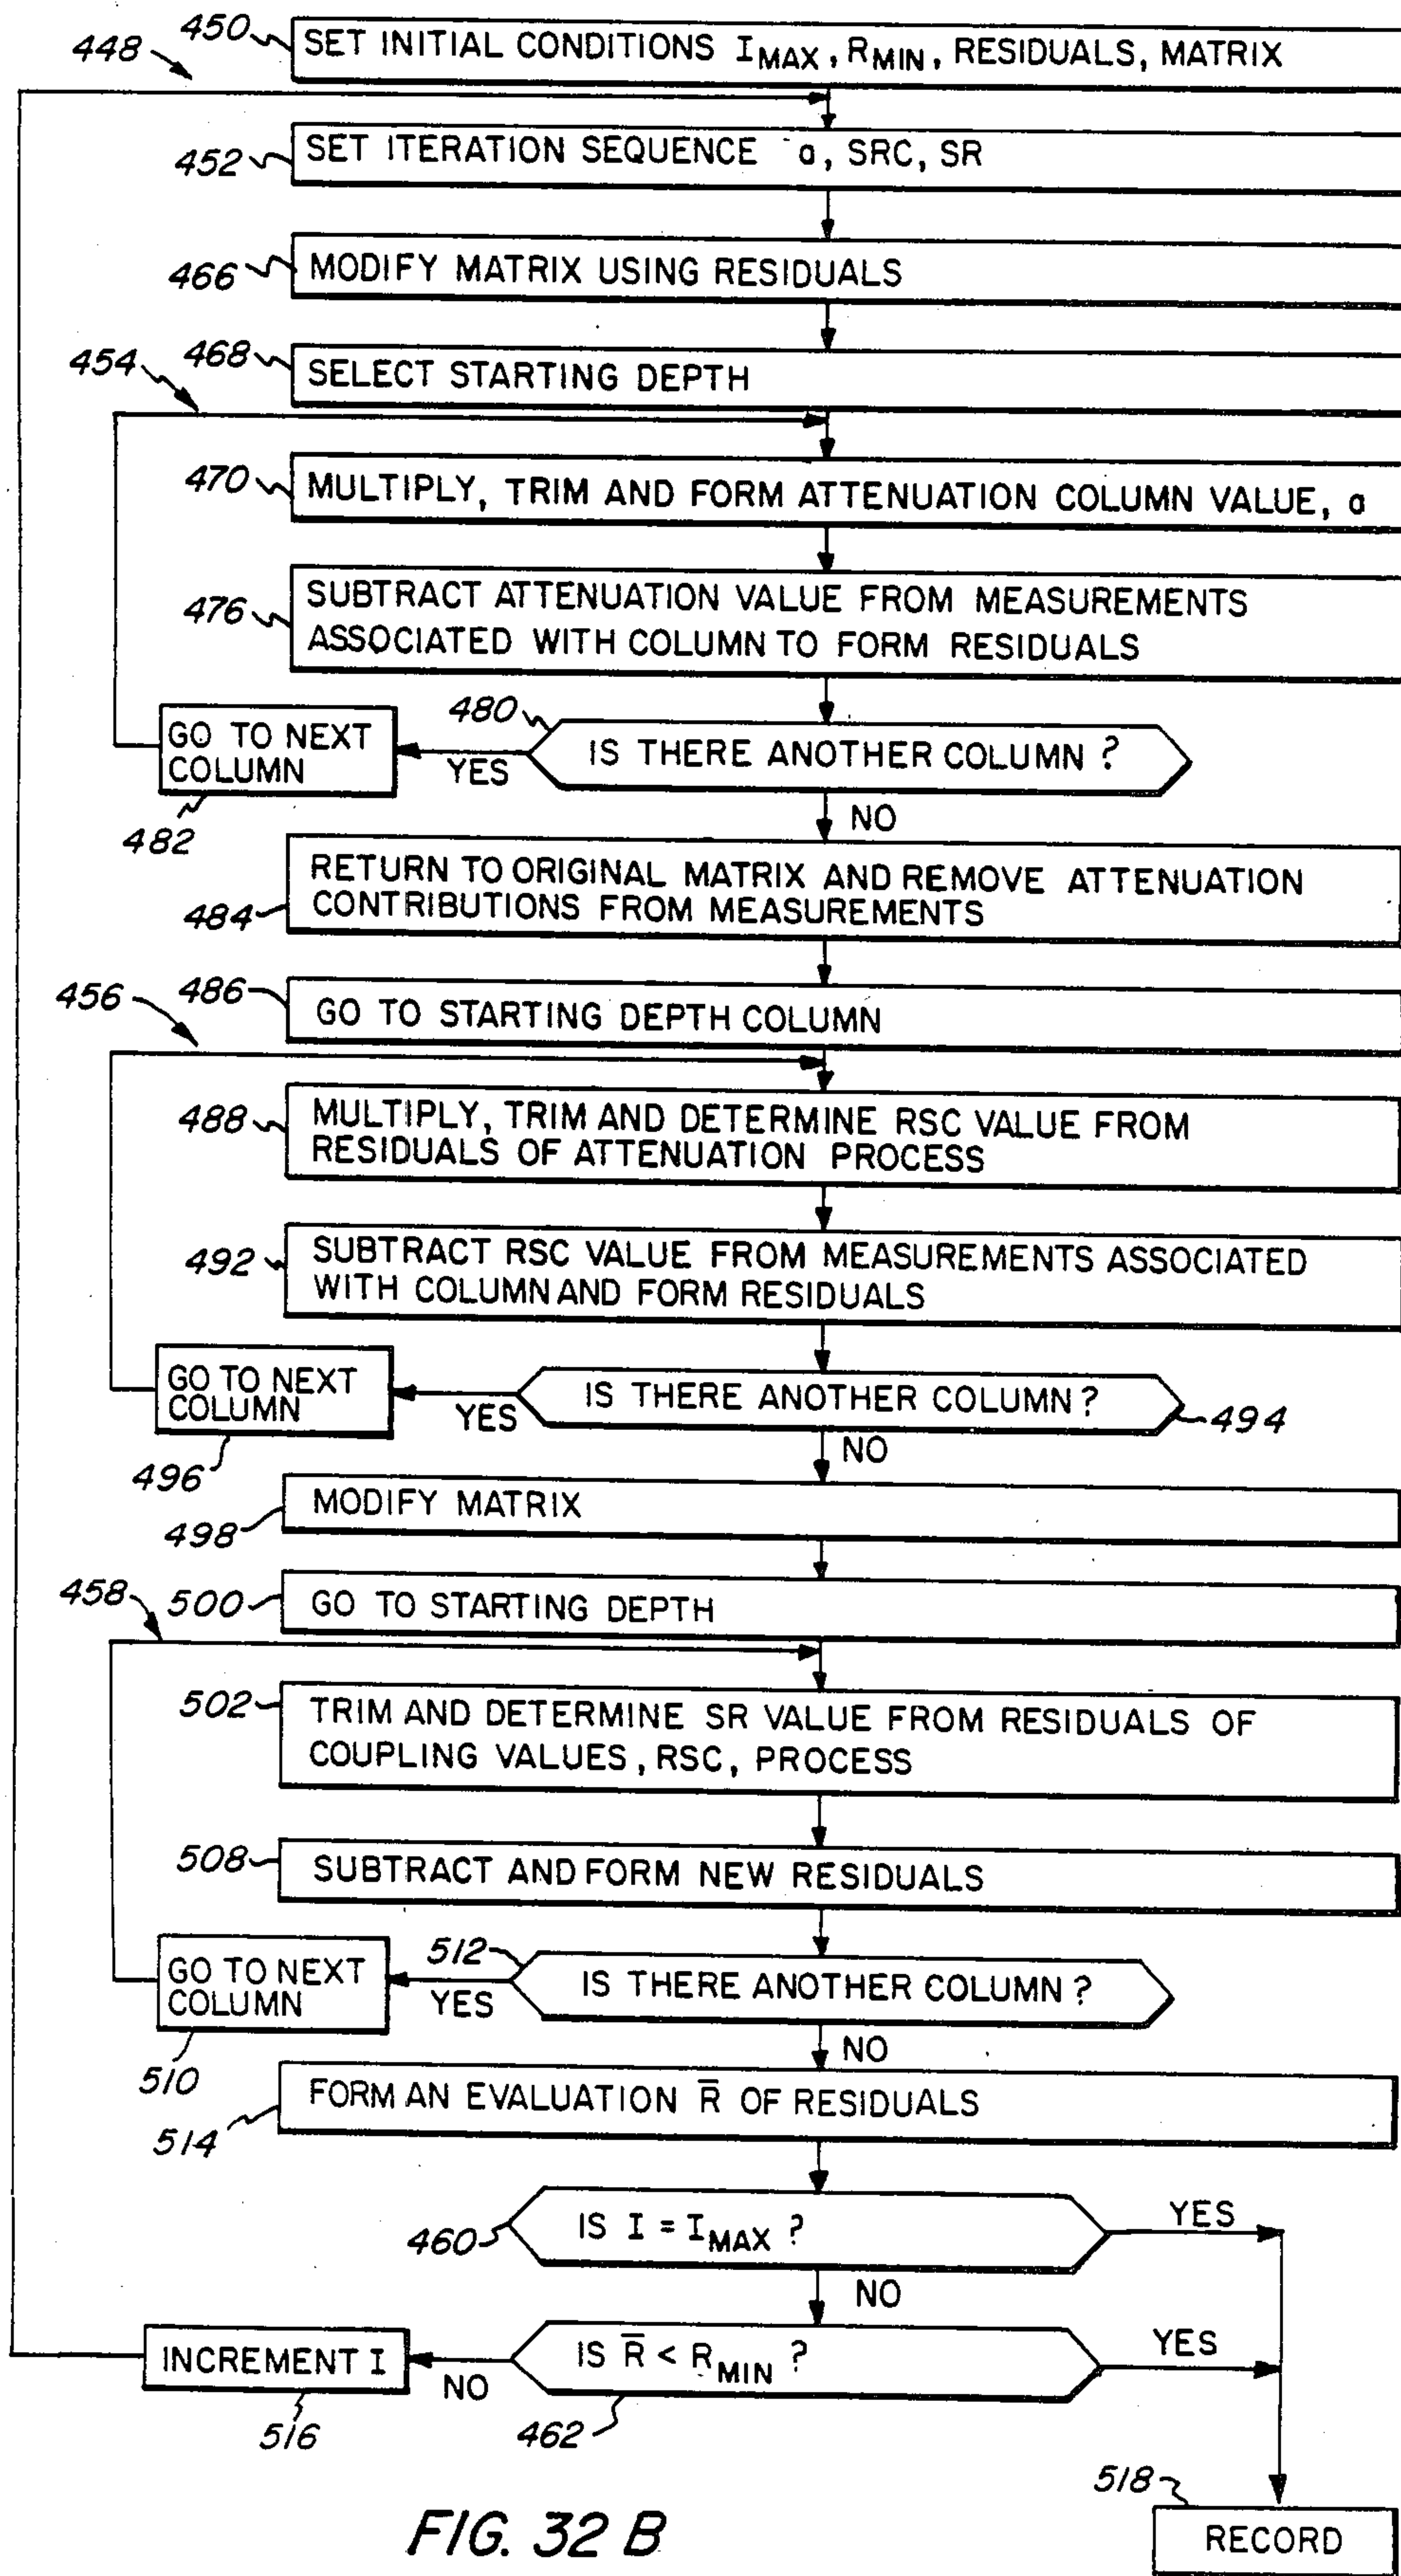 450
SET INITIAL CONDITIONS IMAX, RMIN, RESIDUALS, MATRIX
448
452
SET ITERATION SEQUENCE a, SRC, SR
466
MODIFY MATRIX USING RESIDUALS
468
SELECT STARTING DEPTH
454
470
MULTIPLY, TRIM AND FORM ATTENUATION COLUMN VALUE, a
476
SUBTRACT ATTENUATION VALUE FROM MEASUREMENTS
ASSOCIATED WITH COLUMN TO FORM RESIDUALS
480
IS THERE ANOTHER COLUMN ?
YES
GO TO NEXT
COLUMN
482
NO
484
RETURN TO ORIGINAL MATRIX AND REMOVE ATTENUATION
CONTRIBUTIONS FROM MEASUREMENTS
456
486
GO TO STARTING DEPTH COLUMN
488
MULTIPLY, TRIM AND DETERMINE RSC VALUE FROM
RESIDUALS OF ATTENUATION PROCESS
492
SUBTRACT RSC VALUE FROM MEASUREMENTS ASSOCIATED
WITH COLUMN AND FORM RESIDUALS
IS THERE ANOTHER COLUMN ?
494
YES
GO TO NEXT
COLUMN
496
NO
MODIFY MATRIX
498
458
500
GO TO STARTING DEPTH
502
TRIM AND DETERMINE SR VALUE FROM RESIDUALS OF
COUPLING VALUES, RSC, PROCESS
508
SUBTRACT AND FORM NEW RESIDUALS
512
IS THERE ANOTHER COLUMN ?
YES
GO TO NEXT
COLUMN
510
NO
FORM AN EVALUATION R̅ OF RESIDUALS
514
460
IS I = IMAX ?
YES
NO
IS R̅ < RMIN ?
YES
462
NO
INCREMENT I
516
518
RECORD
FIG. 32 B